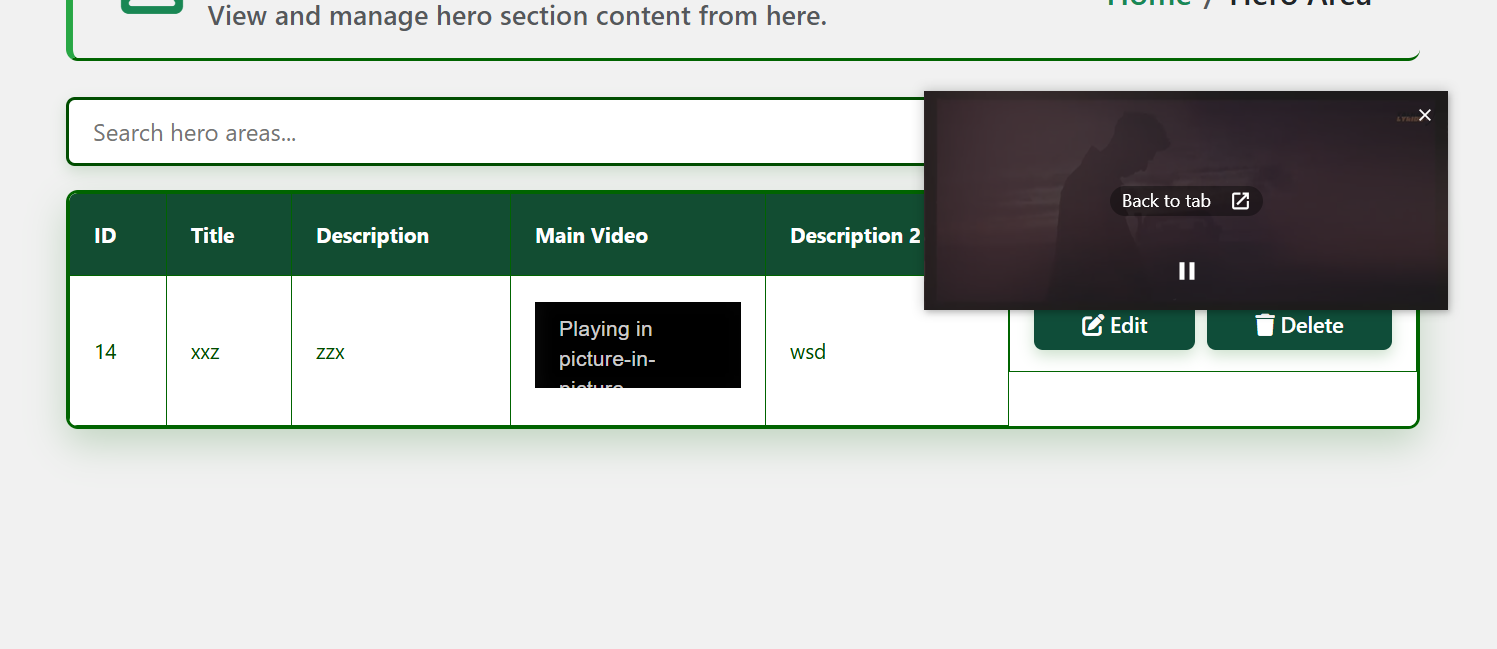 View and manage hero section content from here.
Home / Hero Area
Search hero areas...
Back to tab
ID Title Description Main Video Description 2
14 xxz zzx wsd
Playing in
picture-in-
picture
Edit Delete